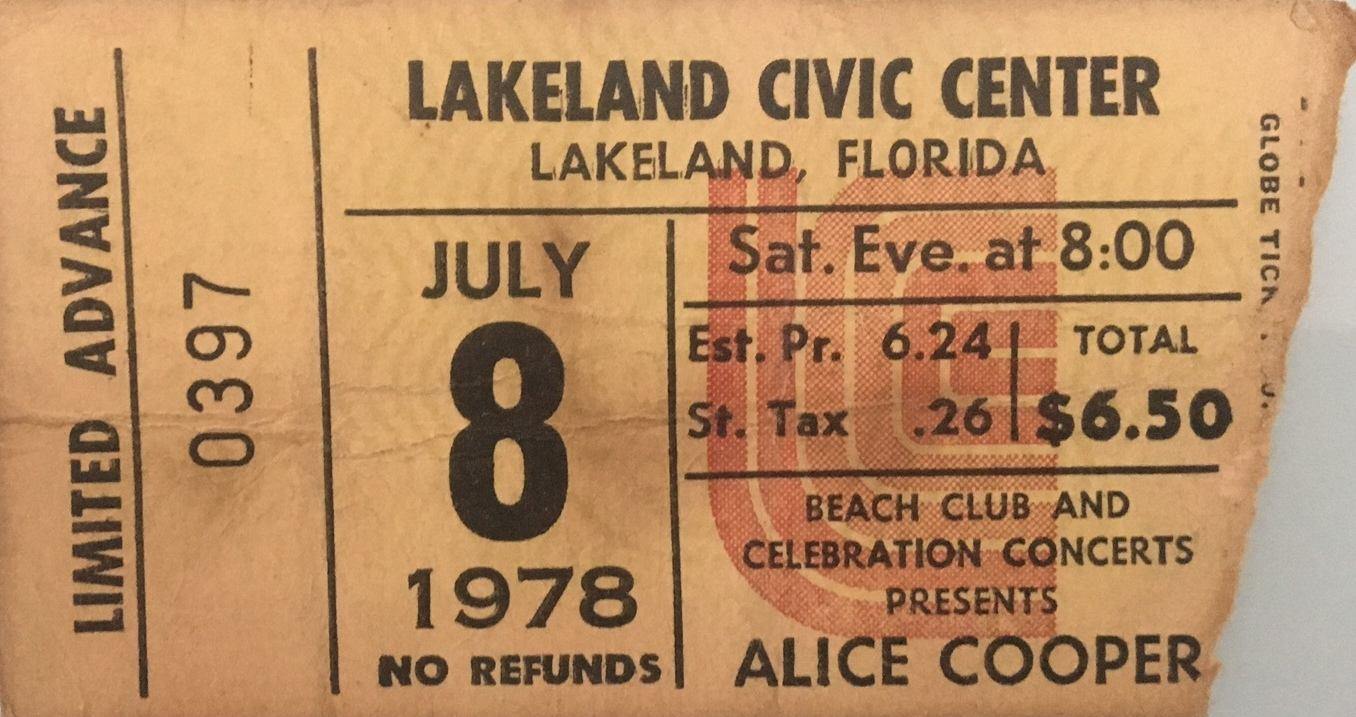 LIMITED ADVANCE
0397
LAKELAND CIVIC CENTER
LAKELAND, FLORIDA
JULY
8
1978
NO REFUNDS
Sat. Eve. at 8:00
Est. Pr. 6.24
St. Tax .26
TOTAL
$6.50
BEACH CLUB AND
CELEBRATION CONCERTS
PRESENTS
ALICE COOPER
GLOBE